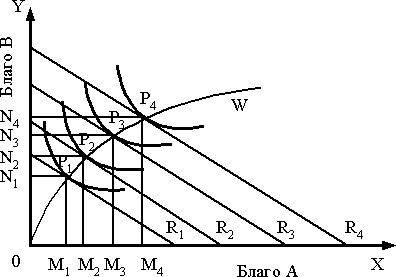 Y
Благо В
P₄
W
N₄
N₃
N₂
N₁
P₃
P₂
P₁
R₁ R₂ R₃ R₄
0 M₁ M₂ M₃ M₄ X
Благо А